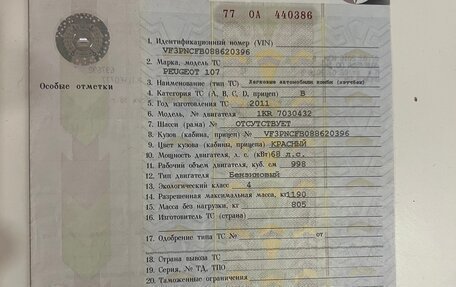 77 ОА 440386
1. Идентификационный номер (VIN)
VF3PNCFB088620396
2. Марка, модель ТС
PEUGEOT 107
Особые отметки
3. Наименование (тип ТС) Легковые автомобили комби (хэтчбек)
4. Категория ТС (A, B, C, D, прицеп) B
5. Год изготовления ТС 2011
6. Модель, № двигателя 1KR 7030432
7. Шасси (рама) № ОТСУТСТВУЕТ
8. Кузов (кабина, прицеп) № VF3PNCFB088620396
9. Цвет кузова (кабины, прицепа) КРАСНЫЙ
10. Мощность двигателя, л. с. (кВт) 68 л.с.
11. Рабочий объем двигателя, куб. см 998
12. Тип двигателя Бензиновый
13. Экологический класс 4
14. Разрешенная максимальная масса, кг 1190
15. Масса без нагрузки, кг 805
16. Изготовитель ТС (страна)
17. Одобрение типа ТС № от
18. Страна вывоза ТС
19. Серия, № ТД, ТПО
20. Таможенные ограничения